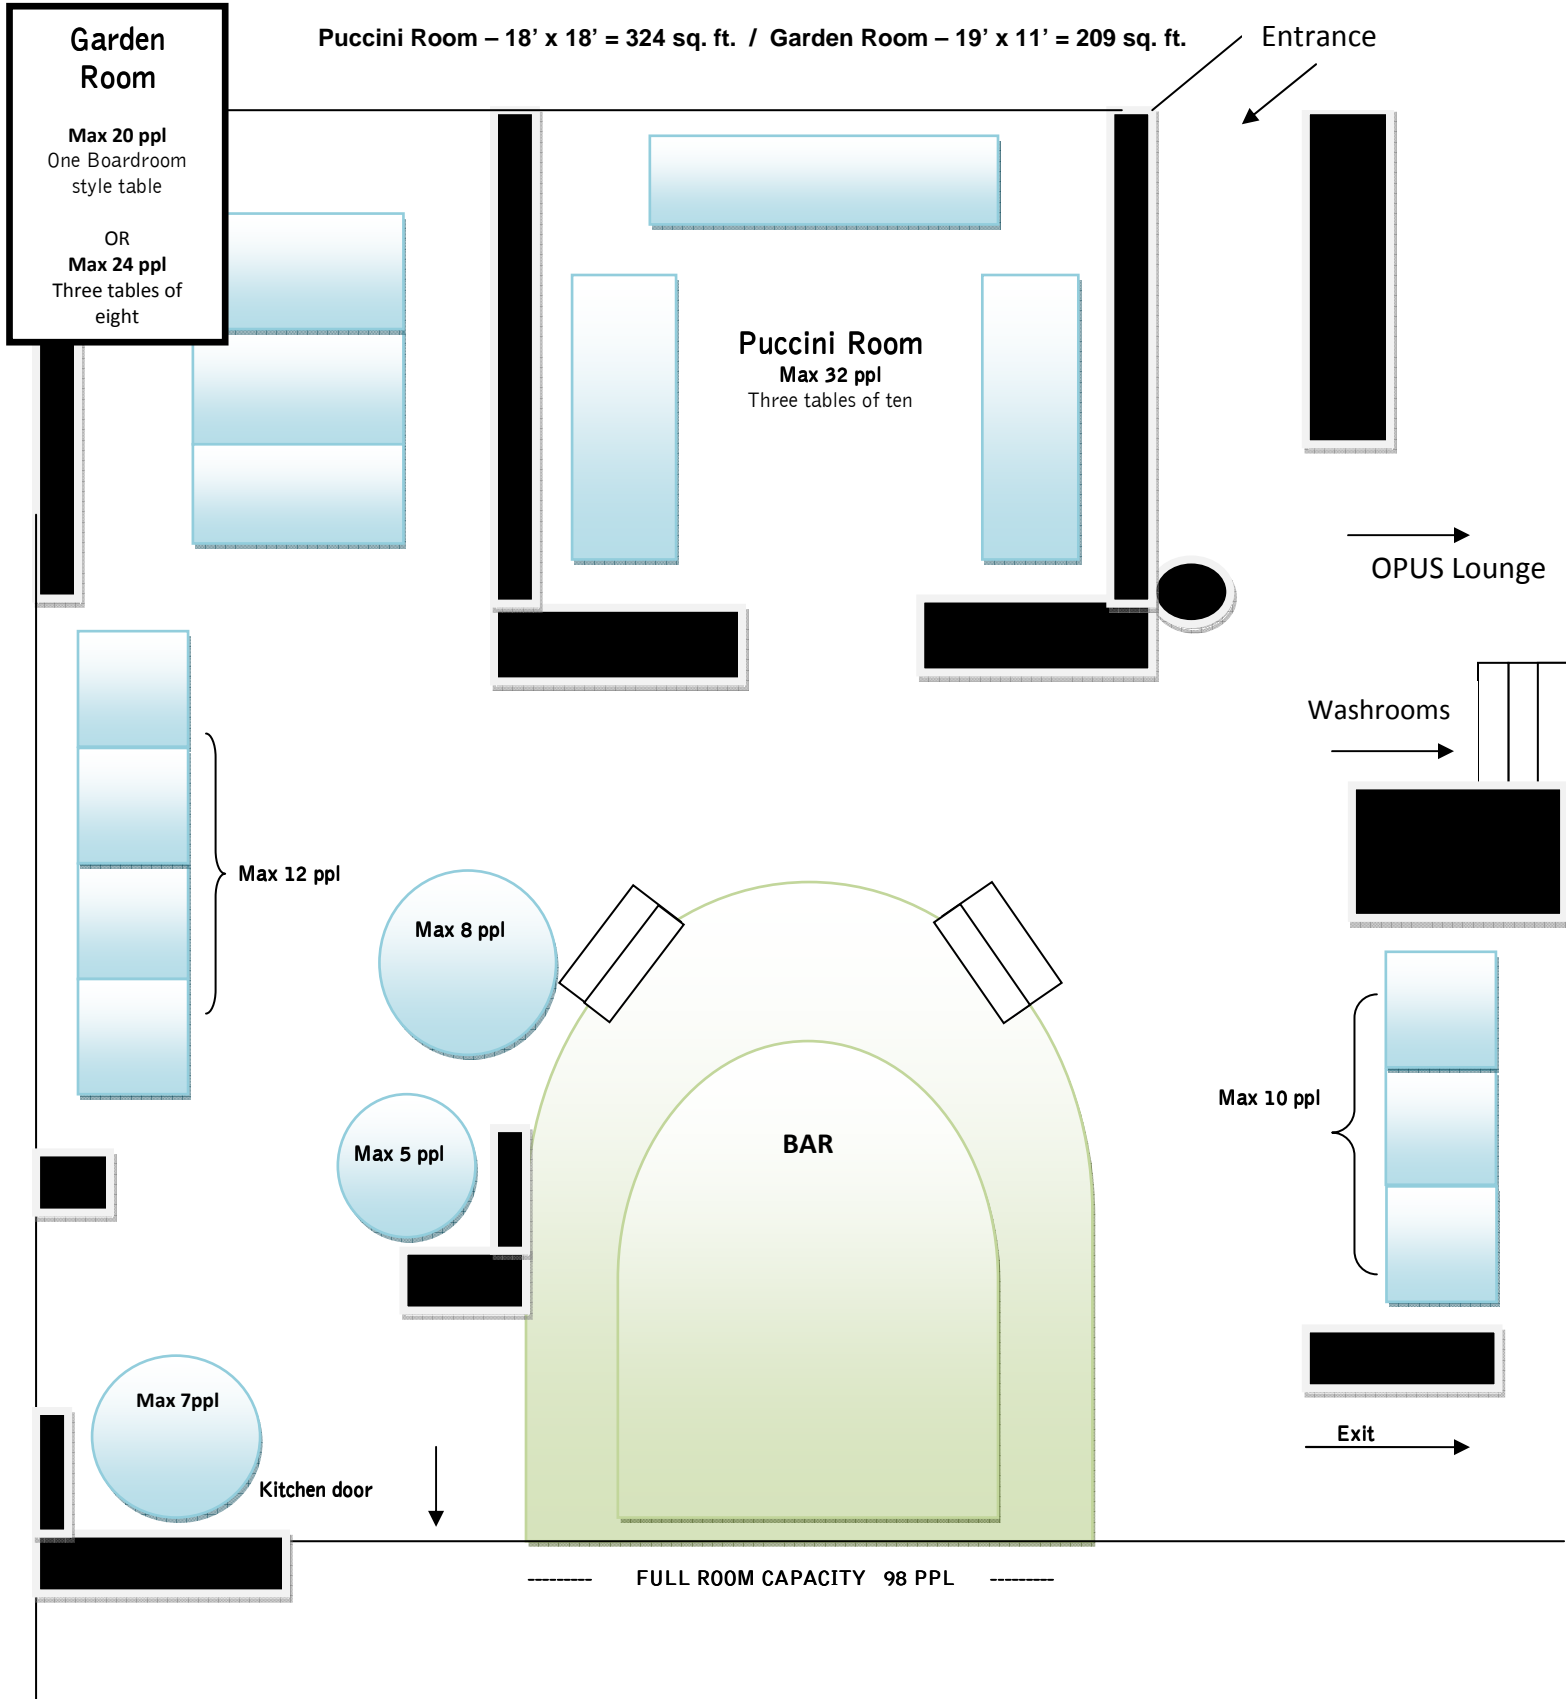 Puccini Room – 18’ x 18’ = 324 sq. ft. / Garden Room – 19’ x 11’ = 209 sq. ft.
Entrance
Garden
Room
Max 20 ppl
One Boardroom
style table
OR
Max 24 ppl
Three tables of
eight
Puccini Room
Max 32 ppl
Three tables of ten
OPUS Lounge
Washrooms
Max 12 ppl
Max 8 ppl
Max 5 ppl
BAR
Max 10 ppl
Max 7ppl
Kitchen door
Exit
--------- FULL ROOM CAPACITY 98 PPL ---------